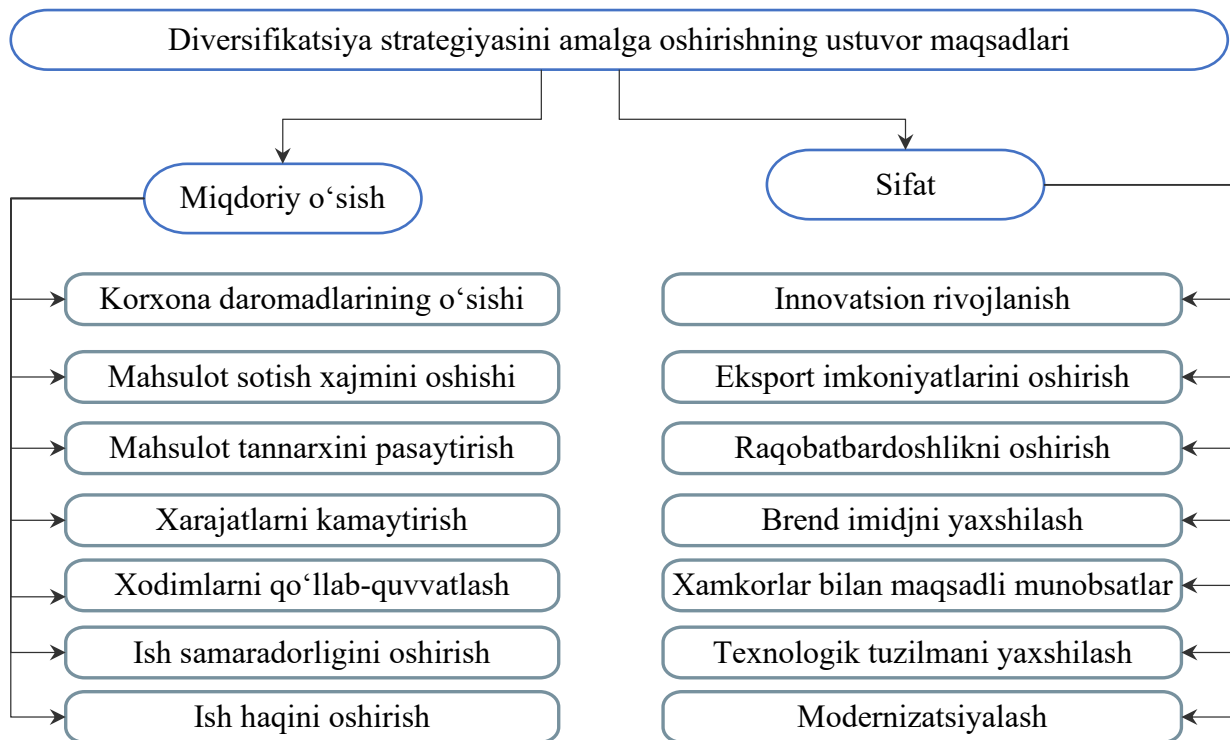 Diversifikatsiya strategiyasini amalga oshirishning ustuvor maqsadlari
Miqdoriy o‘sish
Korxona daromadlarining o‘sishi
Mahsulot sotish xajmini oshishi
Mahsulot tannarxini pasaytirish
Xarajatlarni kamaytirish
Xodimlarni qo‘llab-quvvatlash
Ish samaradorligini oshirish
Ish haqini oshirish
Sifat
Innovatsion rivojlanish
Eksport imkoniyatlarini oshirish
Raqobatbardoshlikni oshirish
Brend imidjni yaxshilash
Xamkorlar bilan maqsadli munobsatlar
Texnologik tuzilmani yaxshilash
Modernizatsiyalash